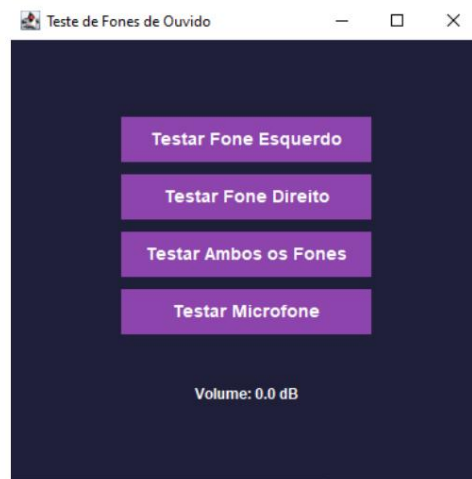 Teste de Fones de Ouvido
Testar Fone Esquerdo
Testar Fone Direito
Testar Ambos os Fones
Testar Microfone
Volume: 0.0 dB